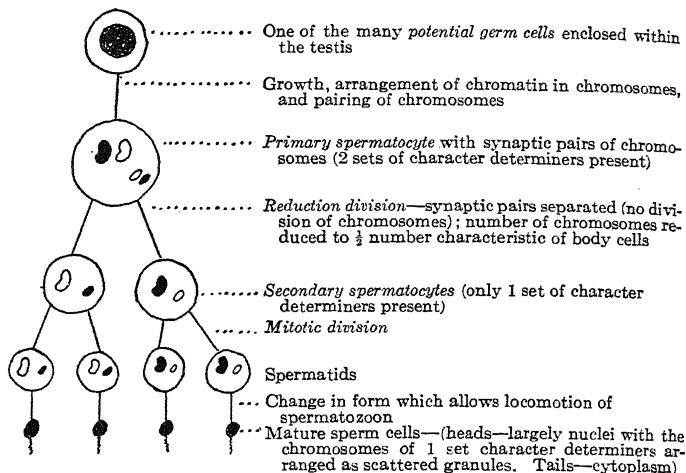 One of the many potential germ cells enclosed within
the testis
Growth, arrangement of chromatin in chromosomes,
and pairing of chromosomes
Primary spermatocyte with synaptic pairs of chromo-
somes (2 sets of character determiners present)
Reduction division—synaptic pairs separated (no divi-
sion of chromosomes); number of chromosomes re-
duced to ½ number characteristic of body cells
Secondary spermatocytes (only 1 set of character
determiners present)
Mitotic division
Spermatids
Change in form which allows locomotion of
spermatozoon
Mature sperm cells—(heads—largely nuclei with the
chromosomes of 1 set character determiners ar-
ranged as scattered granules. Tails—cytoplasm)